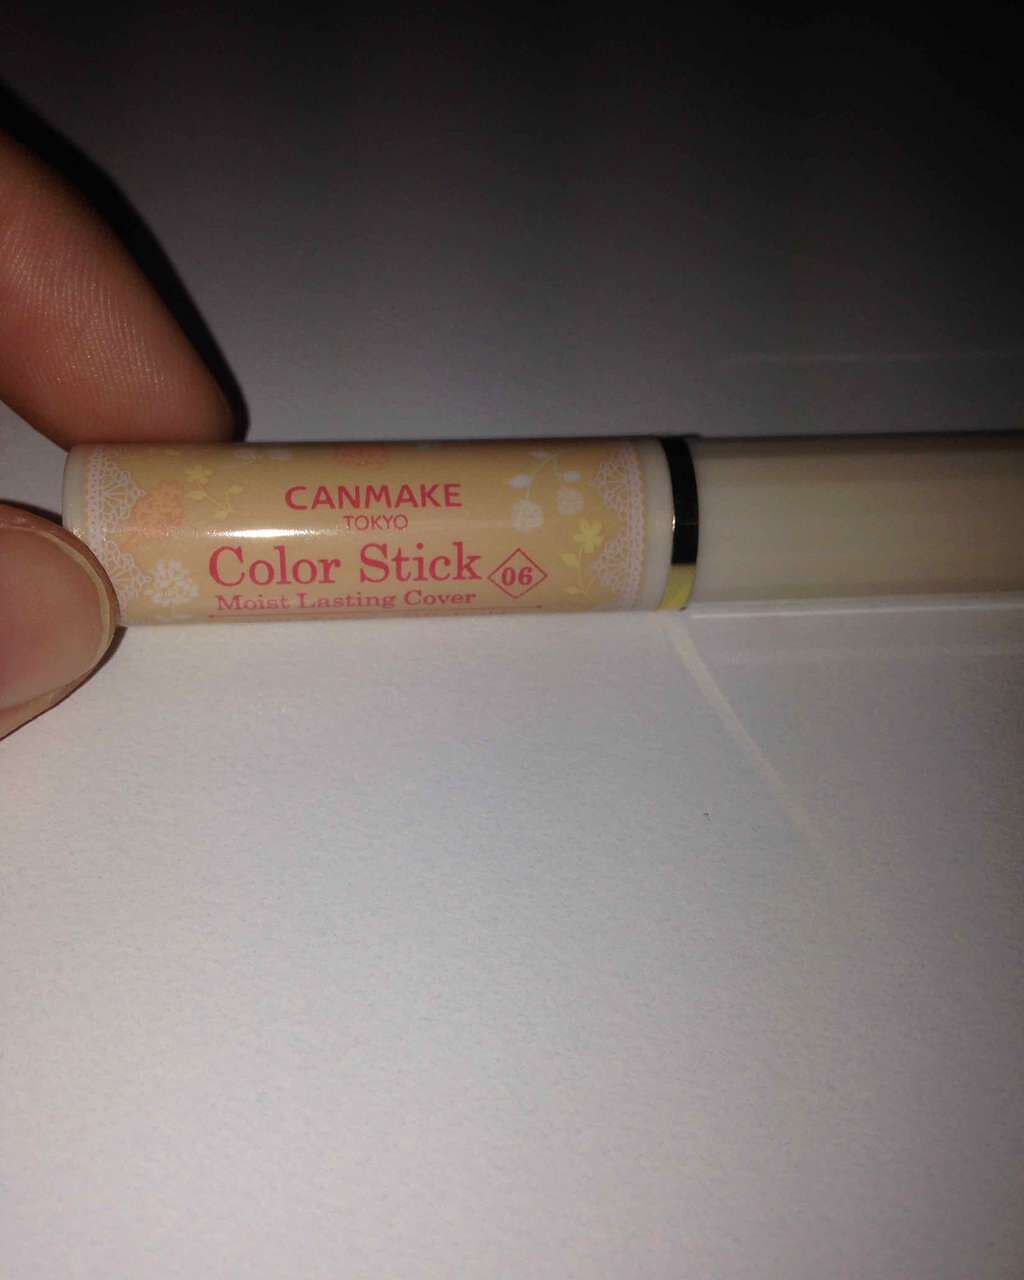 CANMAKE
TOKYO
Color Stick 06
Moist Lasting Cover